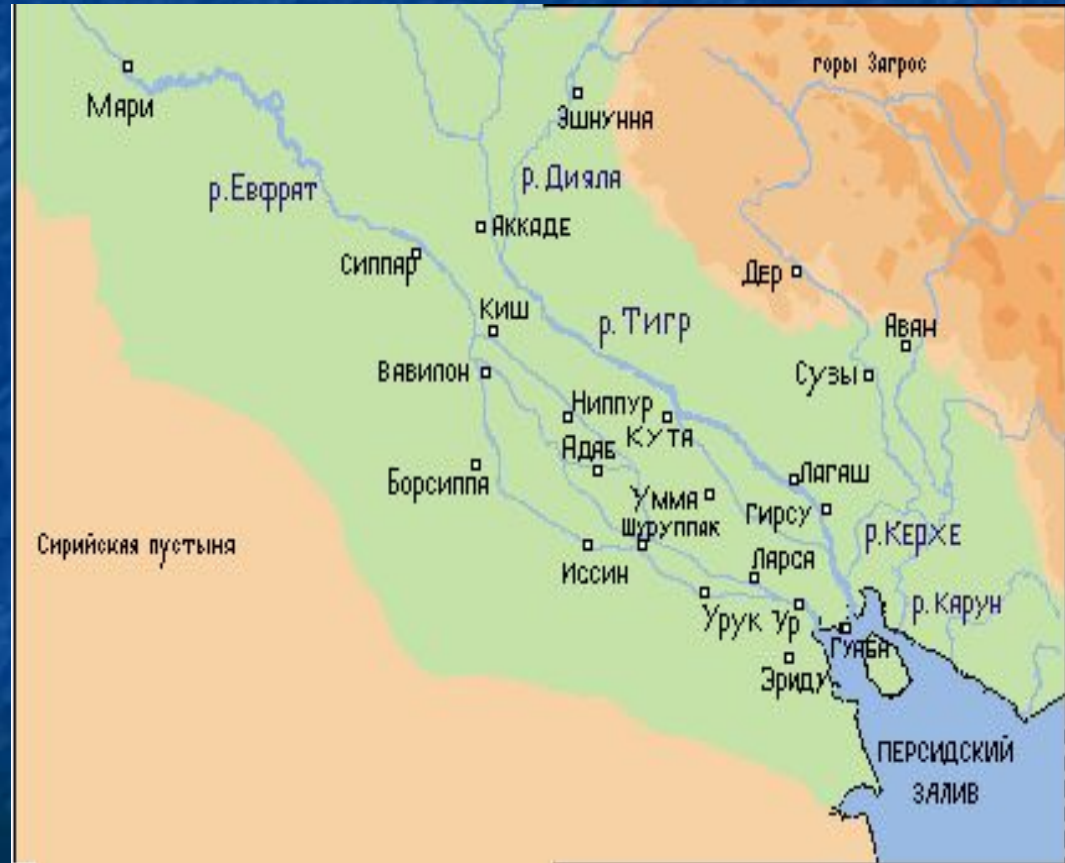 горы Загрос
Мари
Эшнунна
р. Евфрат
р. Дияла
Аккаде
Сиппар
Дер
Киш
р. Тигр
Аван
Вавилон
Сузы
Ниппур
Кута
Адаб
Борсиппа
Лагаш
Умма
Гирсу
Шуруппак
р. Керхе
Сирийская пустыня
Иссин
Ларса
р. Карун
Урук
Ур
Гуаба
Эриду
ПЕРСИДСКИЙ
ЗАЛИВ